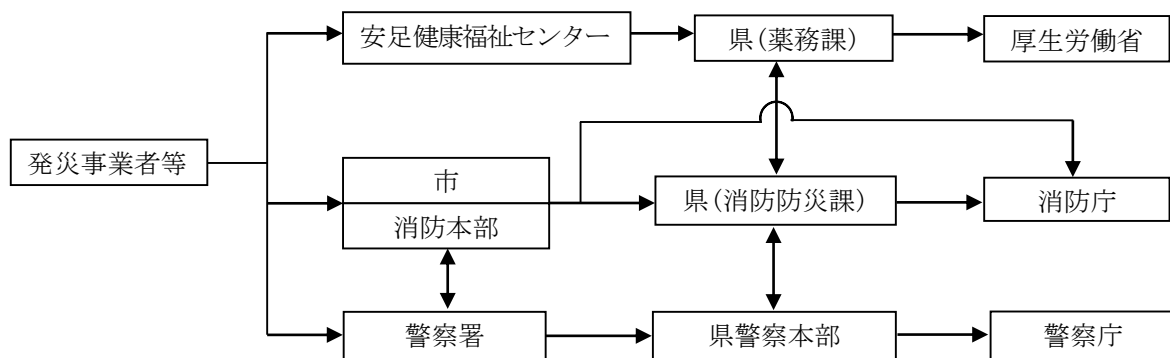 安足健康福祉センター
県(薬務課)
厚生労働省
発災事業者等
市
消防本部
県(消防防災課)
消防庁
警察署
県警察本部
警察庁